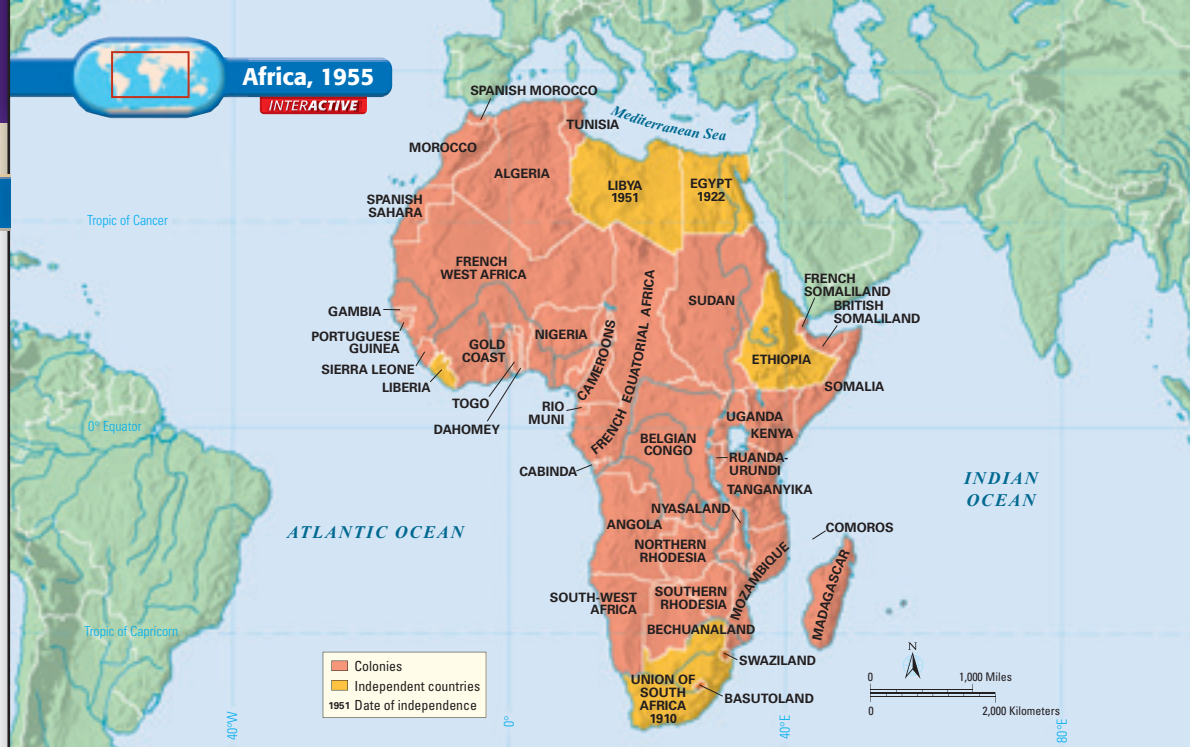 Africa, 1955
INTERACTIVE
SPANISH MOROCCO
Mediterranean Sea
TUNISIA
MOROCCO
ALGERIA
LIBYA
1951
EGYPT
1922
SPANISH
SAHARA
Tropic of Cancer
FRENCH
WEST AFRICA
FRENCH
SOMALILAND
BRITISH
SOMALILAND
SUDAN
GAMBIA
PORTUGUESE
GUINEA
NIGERIA
GOLD
COAST
CAMEROONS
FRENCH EQUATORIAL AFRICA
ETHIOPIA
SIERRA LEONE
LIBERIA
SOMALIA
TOGO
RIO
MUNI
DAHOMEY
UGANDA
KENYA
0° Equator
BELGIAN
CONGO
CABINDA
RUANDA-
URUNDI
TANGANYIKA
INDIAN
OCEAN
NYASALAND
ATLANTIC OCEAN
ANGOLA
COMOROS
NORTHERN
RHODESIA
MOZAMBIQUE
MADAGASCAR
SOUTH-WEST
AFRICA
SOUTHERN
RHODESIA
BECHUANALAND
Tropic of Capricorn
SWAZILAND
UNION OF
SOUTH
AFRICA
1910
BASUTOLAND
Colonies
Independent countries
1951 Date of independence
N
0 1,000 Miles
0 2,000 Kilometers
40°W
0°
40°E
80°E